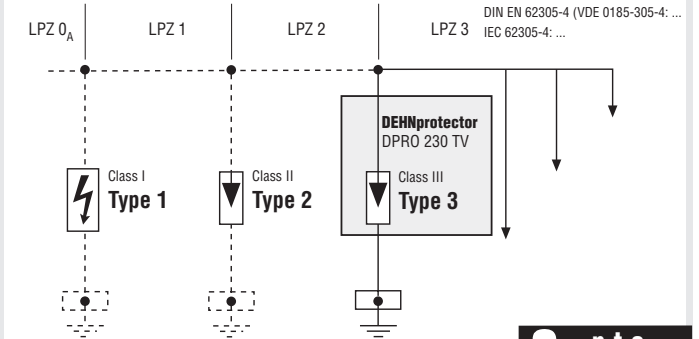 LPZ 0A
LPZ 1
LPZ 2
LPZ 3
DIN EN 62305-4 (VDE 0185-305-4: ...
IEC 62305-4: ...
DEHNprotector
DPRO 230 TV
Class I
Type 1
Class II
Type 2
Class III
Type 3